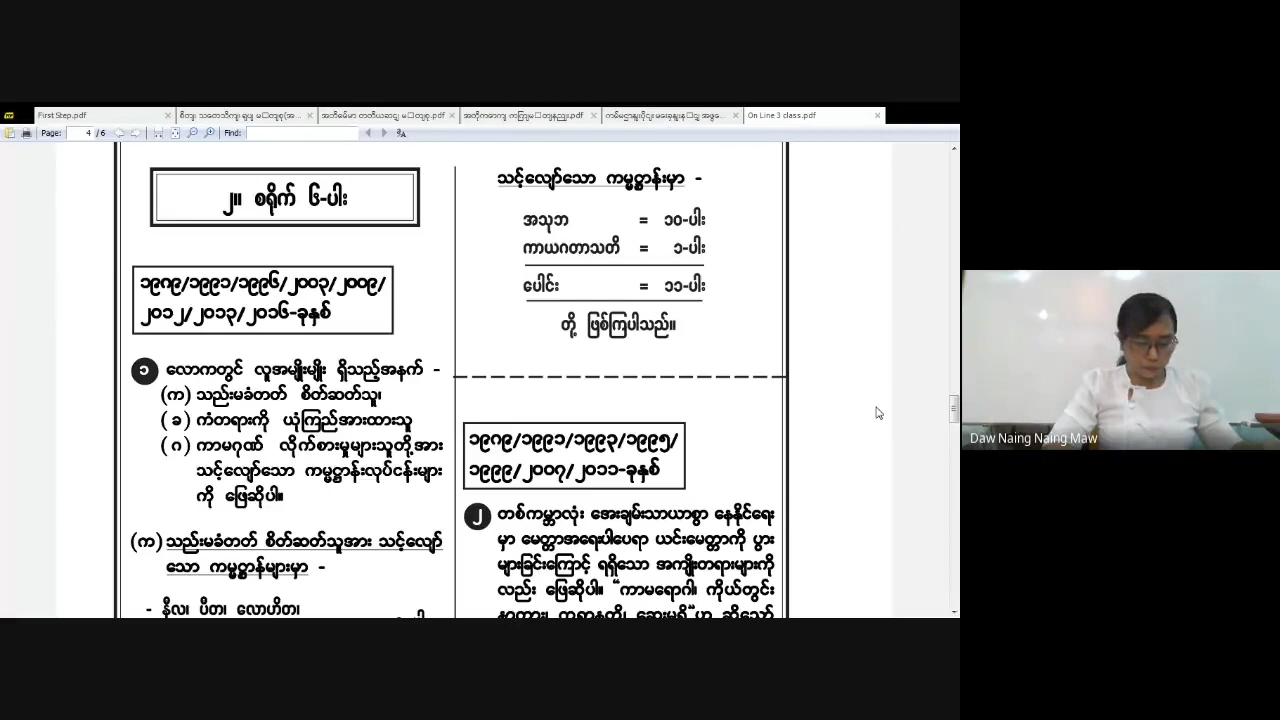 First Step.pdf
On Line 3 class.pdf
Page: 4 / 6 Find:
၂။ စရိုက် ၆-ပါး
၁၉၈၉/၁၉၉၁/၁၉၉၆/၂၀၀၃/၂၀၀၉/
၂၀၁၂/၂၀၁၃/၂၀၁၆-ခုနှစ်
၁ လောကတွင် လူအမျိုးမျိုး ရှိသည့်အနက် -
(က) သည်းမခံတတ် စိတ်ဆတ်သူ၊
(ခ) ကံတရားကို ယုံကြည်အားထားသူ
(ဂ) ကာမဂုဏ် လိုက်စားမှုများသူတို့အား
သင့်လျော်သော ကမ္မဋ္ဌာန်းလုပ်ငန်းများ
ကို ဖြေဆိုပါ။
(က) သည်းမခံတတ် စိတ်ဆတ်သူအား သင့်လျော်
သော ကမ္မဋ္ဌာန်များမှာ -
- နီလ၊ ပီတ၊ လောဟိတ၊
သင့်လျော်သော ကမ္မဋ္ဌာန်းမှာ -
အသုဘ = ၁၀-ပါး
ကာယဂတာသတိ = ၁-ပါး
ပေါင်း = ၁၁-ပါး
တို့ ဖြစ်ကြပါသည်။
၁၉၈၉/၁၉၉၁/၁၉၉၃/၁၉၉၅/
၁၉၉၉/၂၀၀၇/၂၀၁၁-ခုနှစ်
၂ တစ်ကမ္ဘာလုံး အေးချမ်းသာယာစွာ နေနိုင်ရေး
မှာ မေတ္တာအရေးပါပေရာ ယင်းမေတ္တာကို ပွား
များခြင်းကြောင့် ရရှိသော အကျိုးတရားများကို
လည်း ဖြေဆိုပါ။ "ကာမရောဂါ၊ ကိုယ်တွင်း
Daw Naing Naing Maw